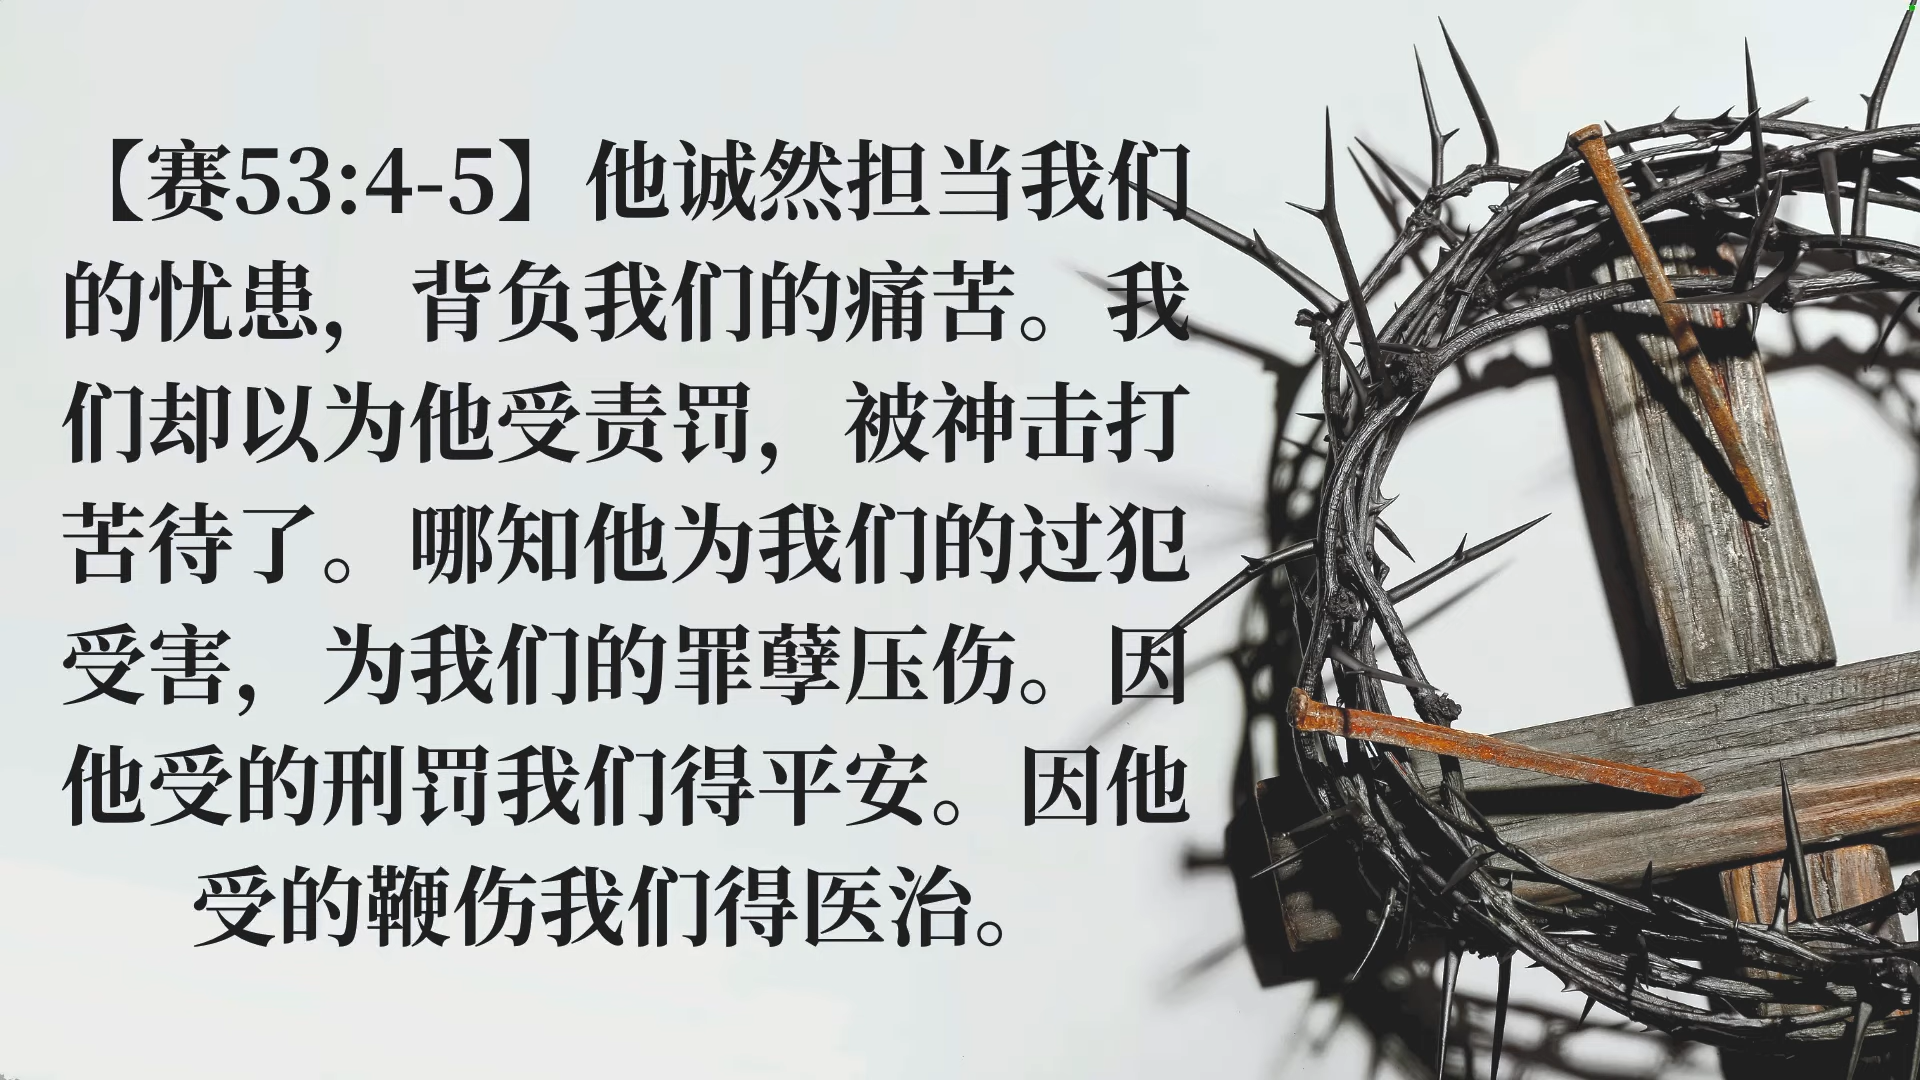 【赛53:4-5】他诚然担当我们
的忧患，背负我们的痛苦。我
们却以为他受责罚，被神击打
苦待了。哪知他为我们的过犯
受害，为我们的罪孽压伤。因
他受的刑罚我们得平安。因他
受的鞭伤我们得医治。